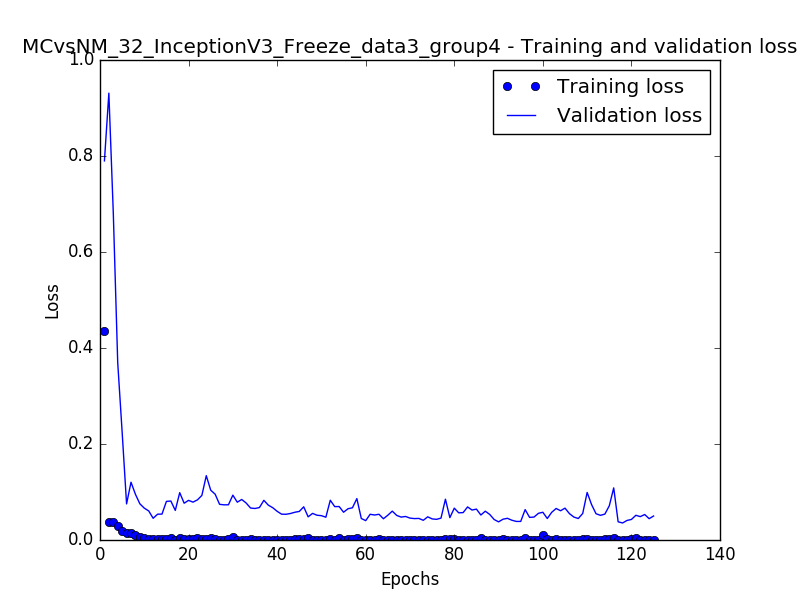 MCvsNM_32_InceptionV3_Freeze_data3_group4 - Training and validation loss
1.0
0.8
0.6
0.4
0.2
0.0
Loss
Training loss
Validation loss
0 20 40 60 80 100 120 140
Epochs